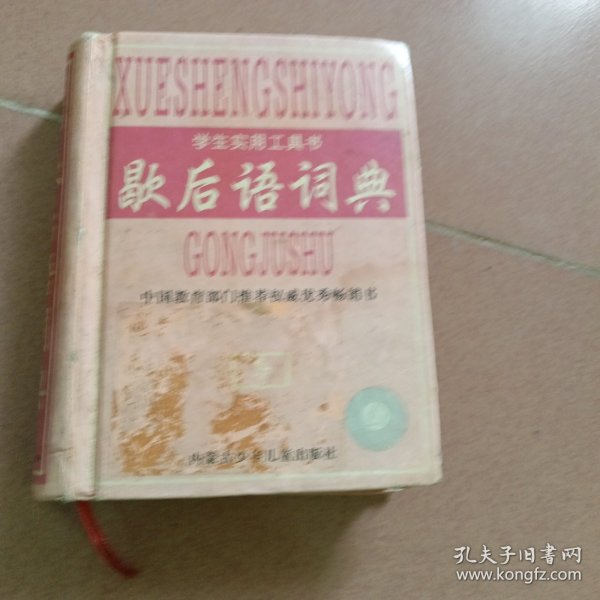 XUESHENGSHIYONG
学生实用工具书
歇后语词典
GONGJUSHU
中国教育部门推荐权威优秀畅销书
内蒙古少年儿童出版社
孔夫子旧书网
www.kongfz.com